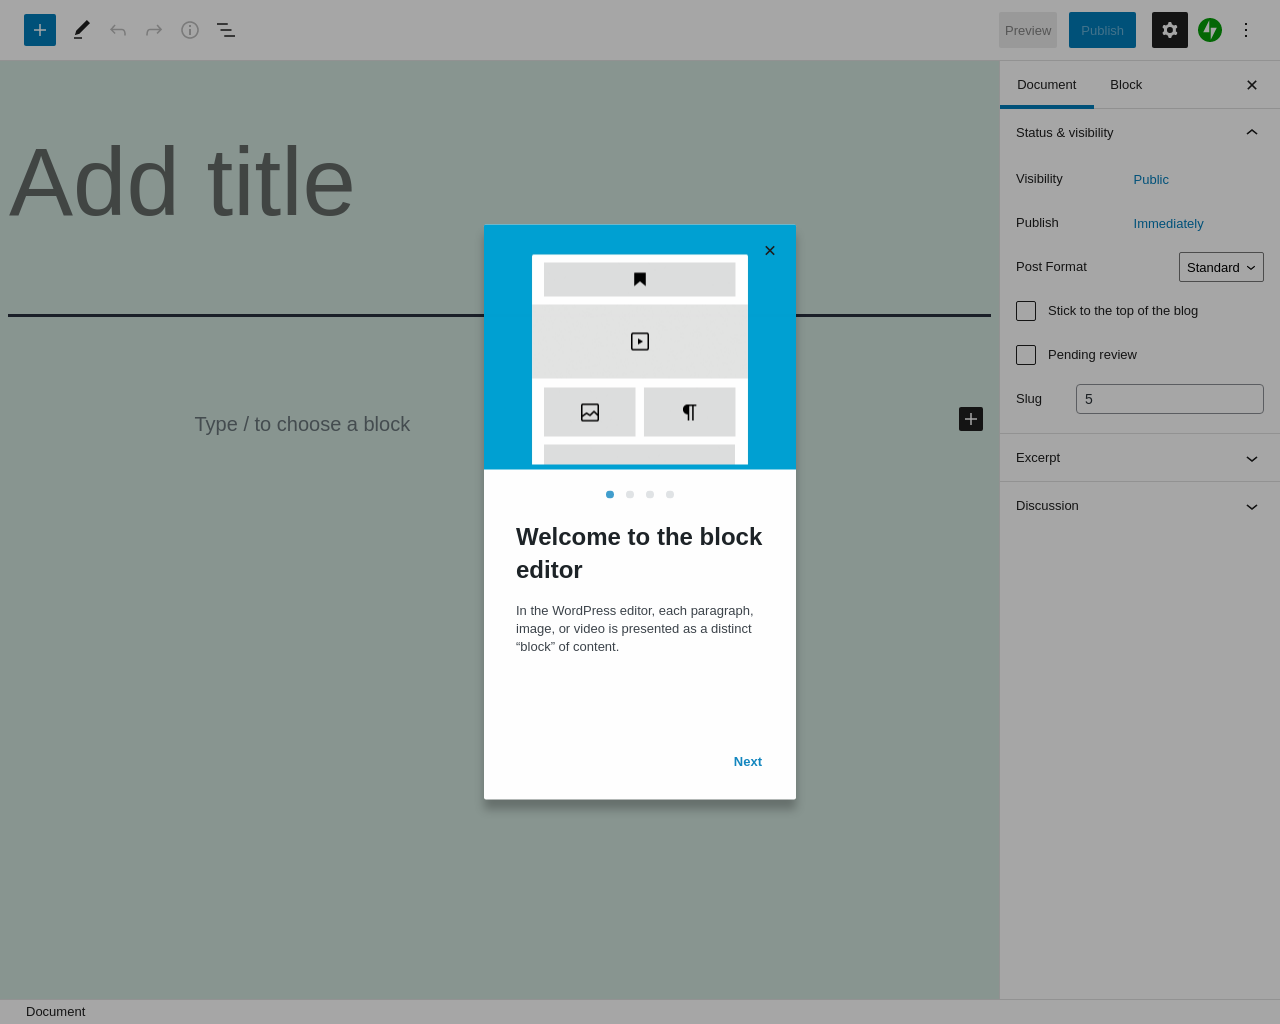 Preview
Publish
Document
Block
Add title
Type / to choose a block
Status & visibility
Visibility
Public
Publish
Immediately
Post Format
Standard
Stick to the top of the blog
Pending review
Slug
5
Excerpt
Discussion
Welcome to the block
editor
In the WordPress editor, each paragraph,
image, or video is presented as a distinct
“block” of content.
Next
Document